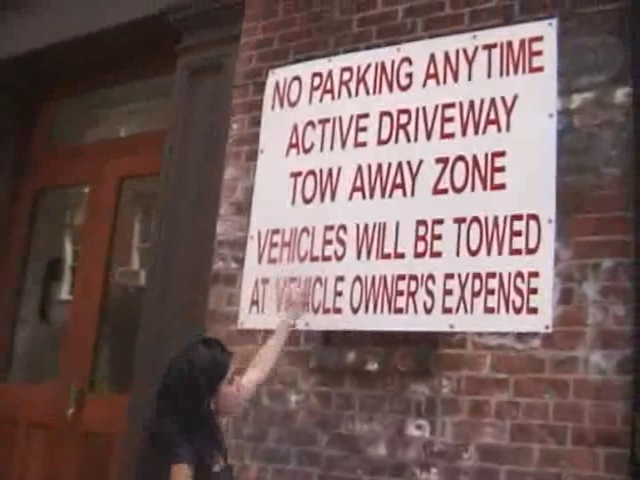 NO PARKING ANYTIME
ACTIVE DRIVEWAY
TOW AWAY ZONE
VEHICLES WILL BE TOWED
AT VEHICLE OWNER'S EXPENSE